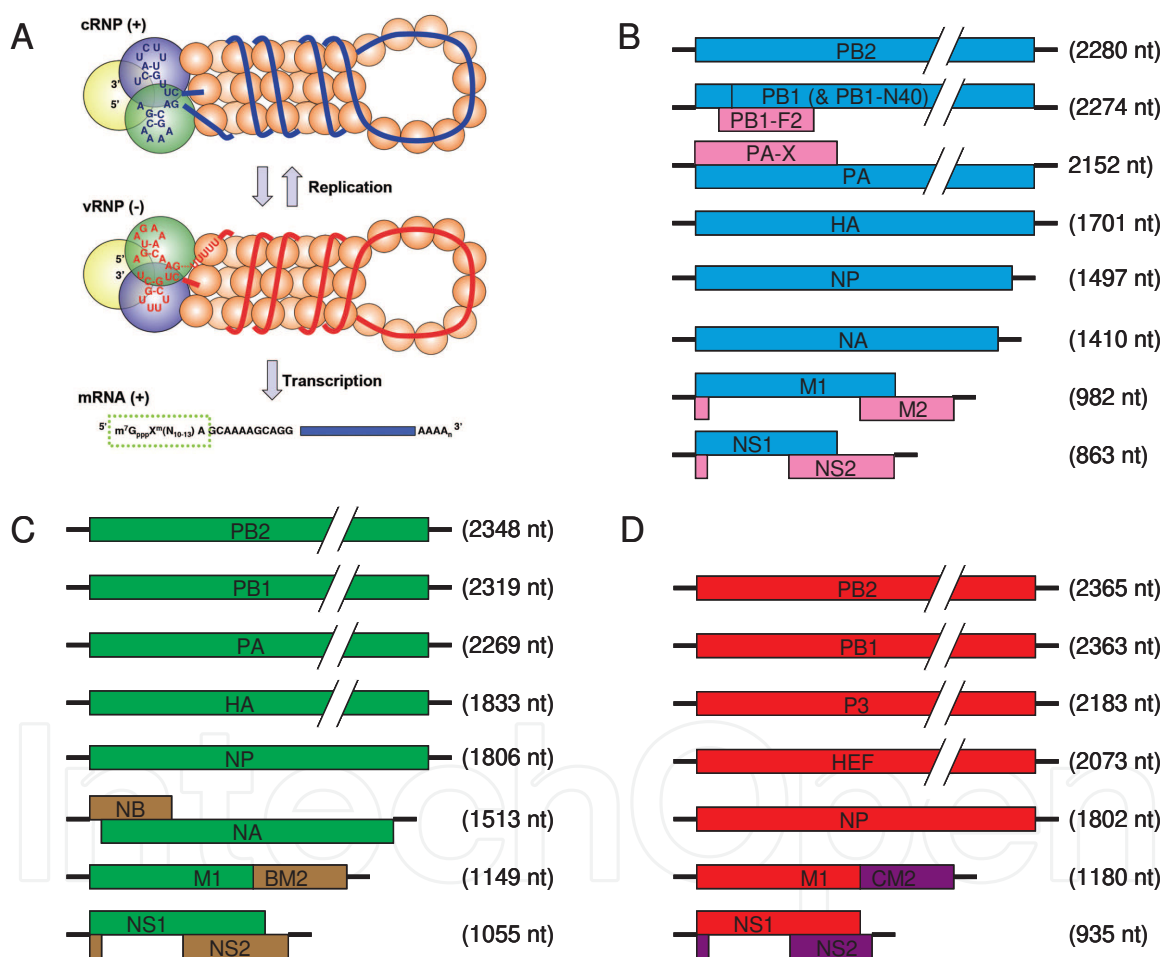 A
cRNP (+)
3'
5'
Replication
vRNP (-)
5'
3'
UUUU
Transcription
mRNA (+)
5' m⁷GpppXᵐ(N₁₀₋₁₃) A GCAAAAGCAGG AAAAₙ 3'
B
PB2 (2280 nt)
PB1 (& PB1-N40) (2274 nt)
PB1-F2
PA-X
PA 2152 nt)
HA (1701 nt)
NP (1497 nt)
NA (1410 nt)
M1 (982 nt)
M2
NS1 (863 nt)
NS2
C
PB2 (2348 nt)
PB1 (2319 nt)
PA (2269 nt)
HA (1833 nt)
NP (1806 nt)
NB
NA (1513 nt)
M1 BM2 (1149 nt)
NS1 (1055 nt)
NS2
D
PB2 (2365 nt)
PB1 (2363 nt)
P3 (2183 nt)
HEF (2073 nt)
NP (1802 nt)
M1 CM2 (1180 nt)
NS1 (935 nt)
NS2
IntechOpen